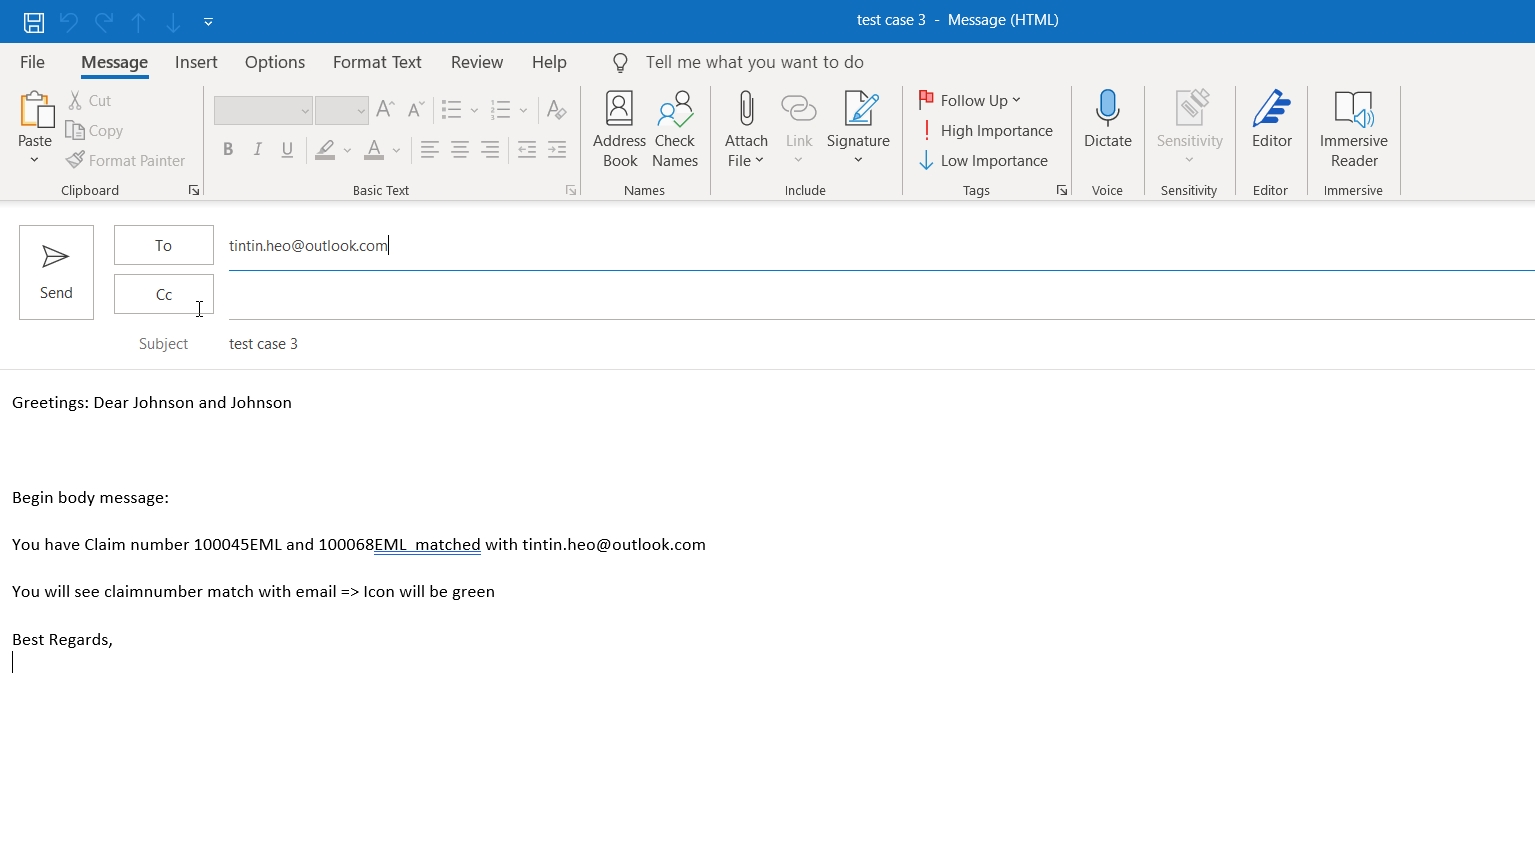 test case 3 - Message (HTML)
File Message Insert Options Format Text Review Help Tell me what you want to do
Paste
Cut
Copy
Format Painter
Clipboard
B I U A
Basic Text
Address Book
Check Names
Names
Attach File
Link
Signature
Include
Follow Up
High Importance
Low Importance
Tags
Dictate
Voice
Sensitivity
Sensitivity
Editor
Editor
Immersive Reader
Immersive
Send
To tintin.heo@outlook.com
Cc
Subject test case 3
Greetings: Dear Johnson and Johnson
Begin body message:
You have Claim number 100045EML and 100068EML matched with tintin.heo@outlook.com
You will see claimnumber match with email => Icon will be green
Best Regards,